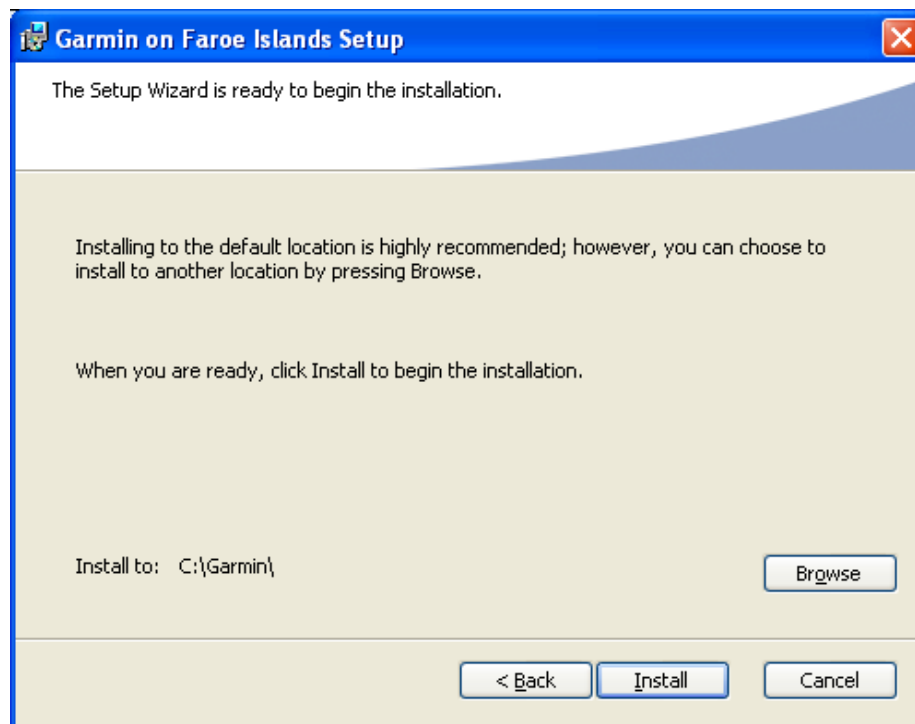 Garmin on Faroe Islands Setup
The Setup Wizard is ready to begin the installation.
Installing to the default location is highly recommended; however, you can choose to
install to another location by pressing Browse.
When you are ready, click Install to begin the installation.
Install to: C:\Garmin\
Browse
< Back
Install
Cancel